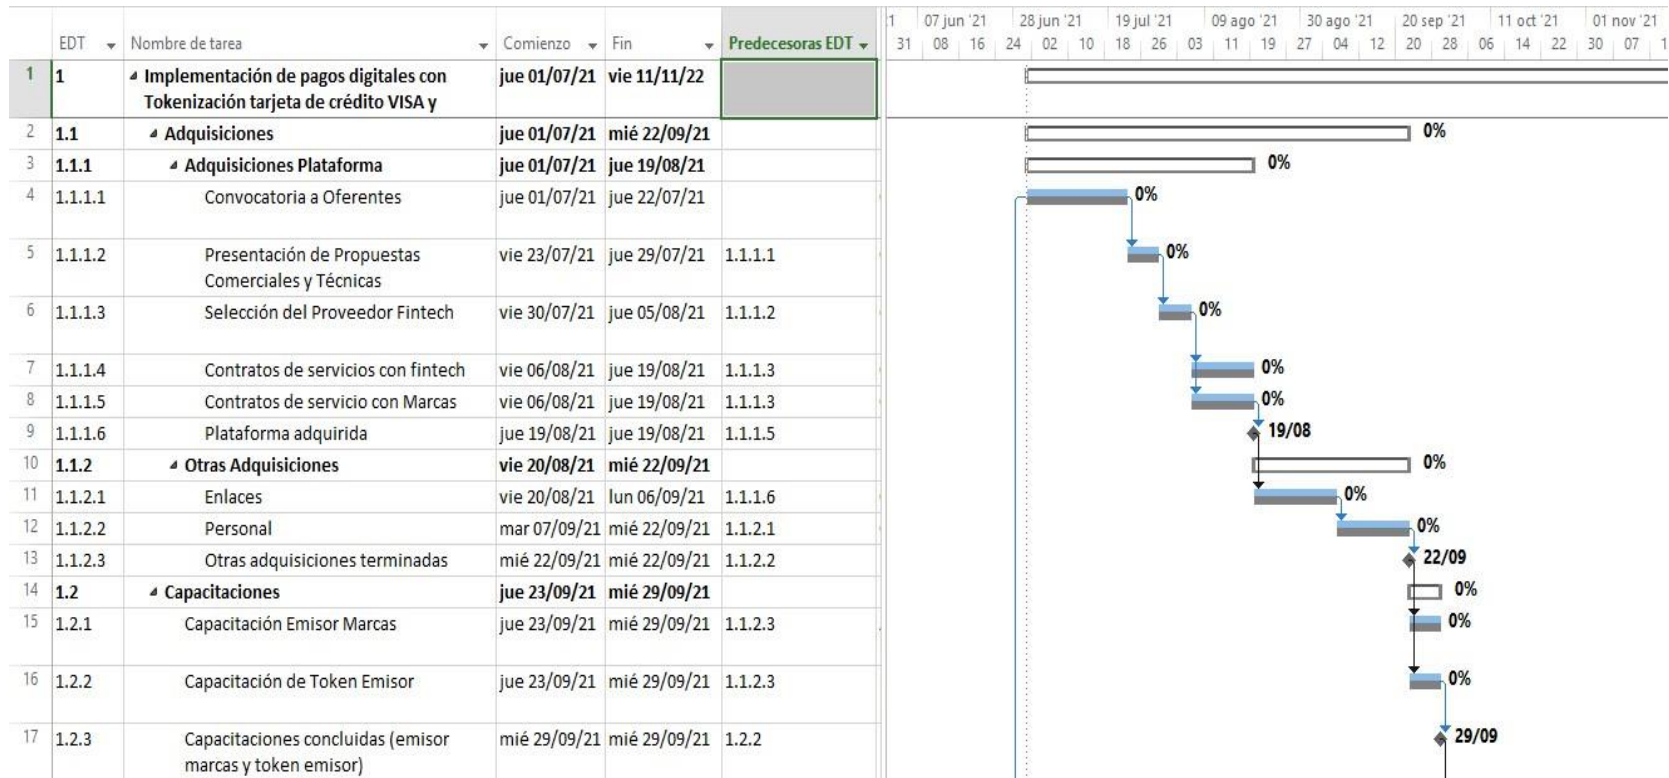 :1 07 jun '21 28 jun '21 19 jul '21 09 ago '21 30 ago '21 20 sep '21 11 oct '21 01 nov '21
EDT Nombre de tarea Comienzo Fin Predecesoras EDT 31 08 16 24 02 10 18 26 03 11 19 27 04 12 20 28 06 14 22 30 07 1
1 1 Implementación de pagos digitales con jue 01/07/21 vie 11/11/22
Tokenización tarjeta de crédito VISA y
2 1.1 Adquisiciones jue 01/07/21 mié 22/09/21 0%
3 1.1.1 Adquisiciones Plataforma jue 01/07/21 jue 19/08/21 0%
4 1.1.1.1 Convocatoria a Oferentes jue 01/07/21 jue 22/07/21 0%
5 1.1.1.2 Presentación de Propuestas vie 23/07/21 jue 29/07/21 1.1.1.1 0%
Comerciales y Técnicas
6 1.1.1.3 Selección del Proveedor Fintech vie 30/07/21 jue 05/08/21 1.1.1.2 0%
7 1.1.1.4 Contratos de servicios con fintech vie 06/08/21 jue 19/08/21 1.1.1.3 0%
8 1.1.1.5 Contratos de servicio con Marcas vie 06/08/21 jue 19/08/21 1.1.1.3 0%
9 1.1.1.6 Plataforma adquirida jue 19/08/21 jue 19/08/21 1.1.1.5 19/08
10 1.1.2 Otras Adquisiciones vie 20/08/21 mié 22/09/21 0%
11 1.1.2.1 Enlaces vie 20/08/21 lun 06/09/21 1.1.1.6 0%
12 1.1.2.2 Personal mar 07/09/21 mié 22/09/21 1.1.2.1 0%
13 1.1.2.3 Otras adquisiciones terminadas mié 22/09/21 mié 22/09/21 1.1.2.2 22/09
14 1.2 Capacitaciones jue 23/09/21 mié 29/09/21 0%
15 1.2.1 Capacitación Emisor Marcas jue 23/09/21 mié 29/09/21 1.1.2.3 0%
16 1.2.2 Capacitación de Token Emisor jue 23/09/21 mié 29/09/21 1.1.2.3 0%
17 1.2.3 Capacitaciones concluidas (emisor mié 29/09/21 mié 29/09/21 1.2.2 29/09
marcas y token emisor)